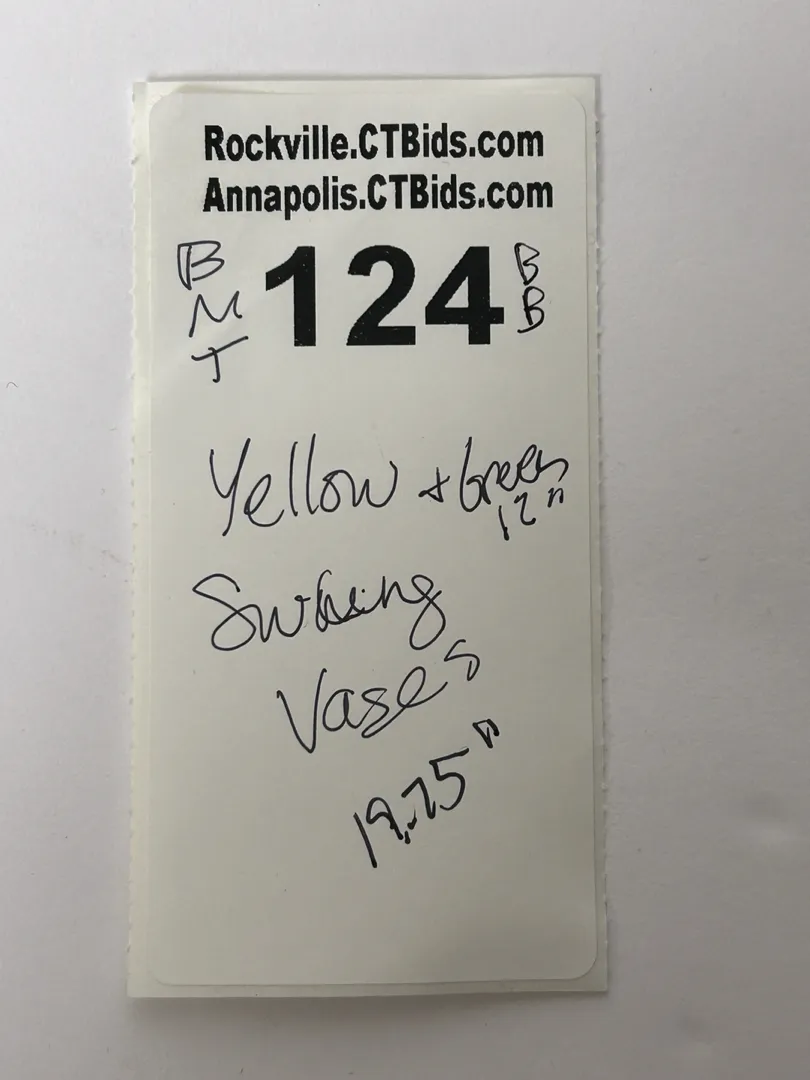 Rockville.CTBids.com
Annapolis.CTBids.com
B
M
T
124
B
B
Yellow + Green
12"
Vases
19.75"